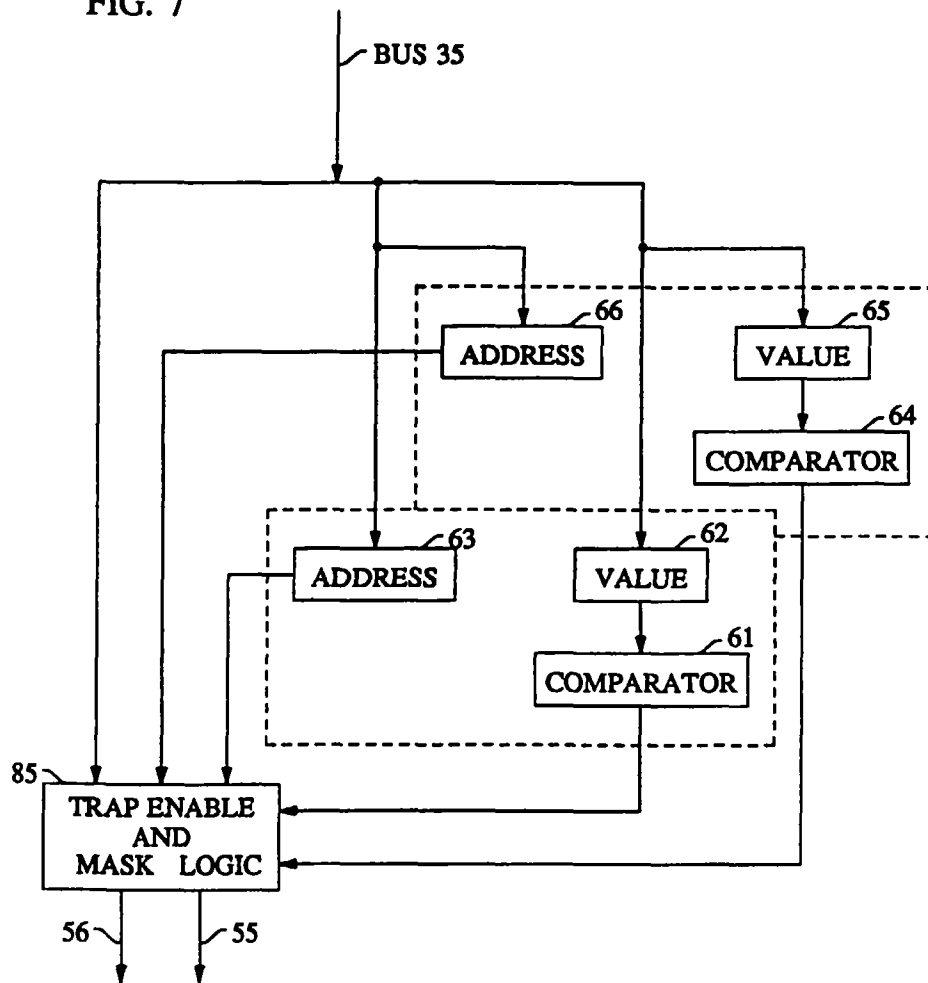 FIG. 7
BUS 35
66
65
ADDRESS
VALUE
64
COMPARATOR
63
62
ADDRESS
VALUE
61
COMPARATOR
85
TRAP ENABLE
AND
MASK LOGIC
56
55